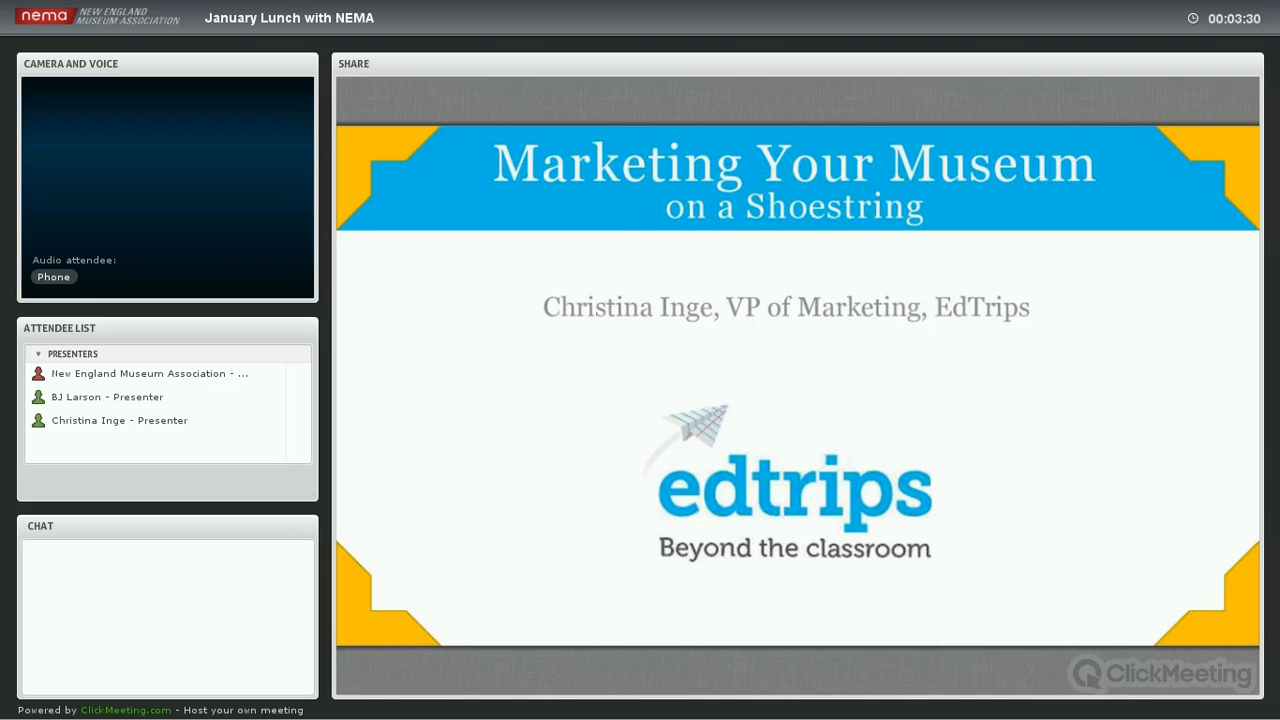 nema NEW ENGLAND
MUSEUM ASSOCIATION
January Lunch with NEMA
00:03:30
CAMERA AND VOICE
Audio attendee:
Phone
ATTENDEE LIST
PRESENTERS
New England Museum Association - ...
BJ Larson - Presenter
Christina Inge - Presenter
CHAT
SHARE
Marketing Your Museum
on a Shoestring
Christina Inge, VP of Marketing, EdTrips
edtrips
Beyond the classroom
ClickMeeting
Powered by ClickMeeting.com - Host your own meeting